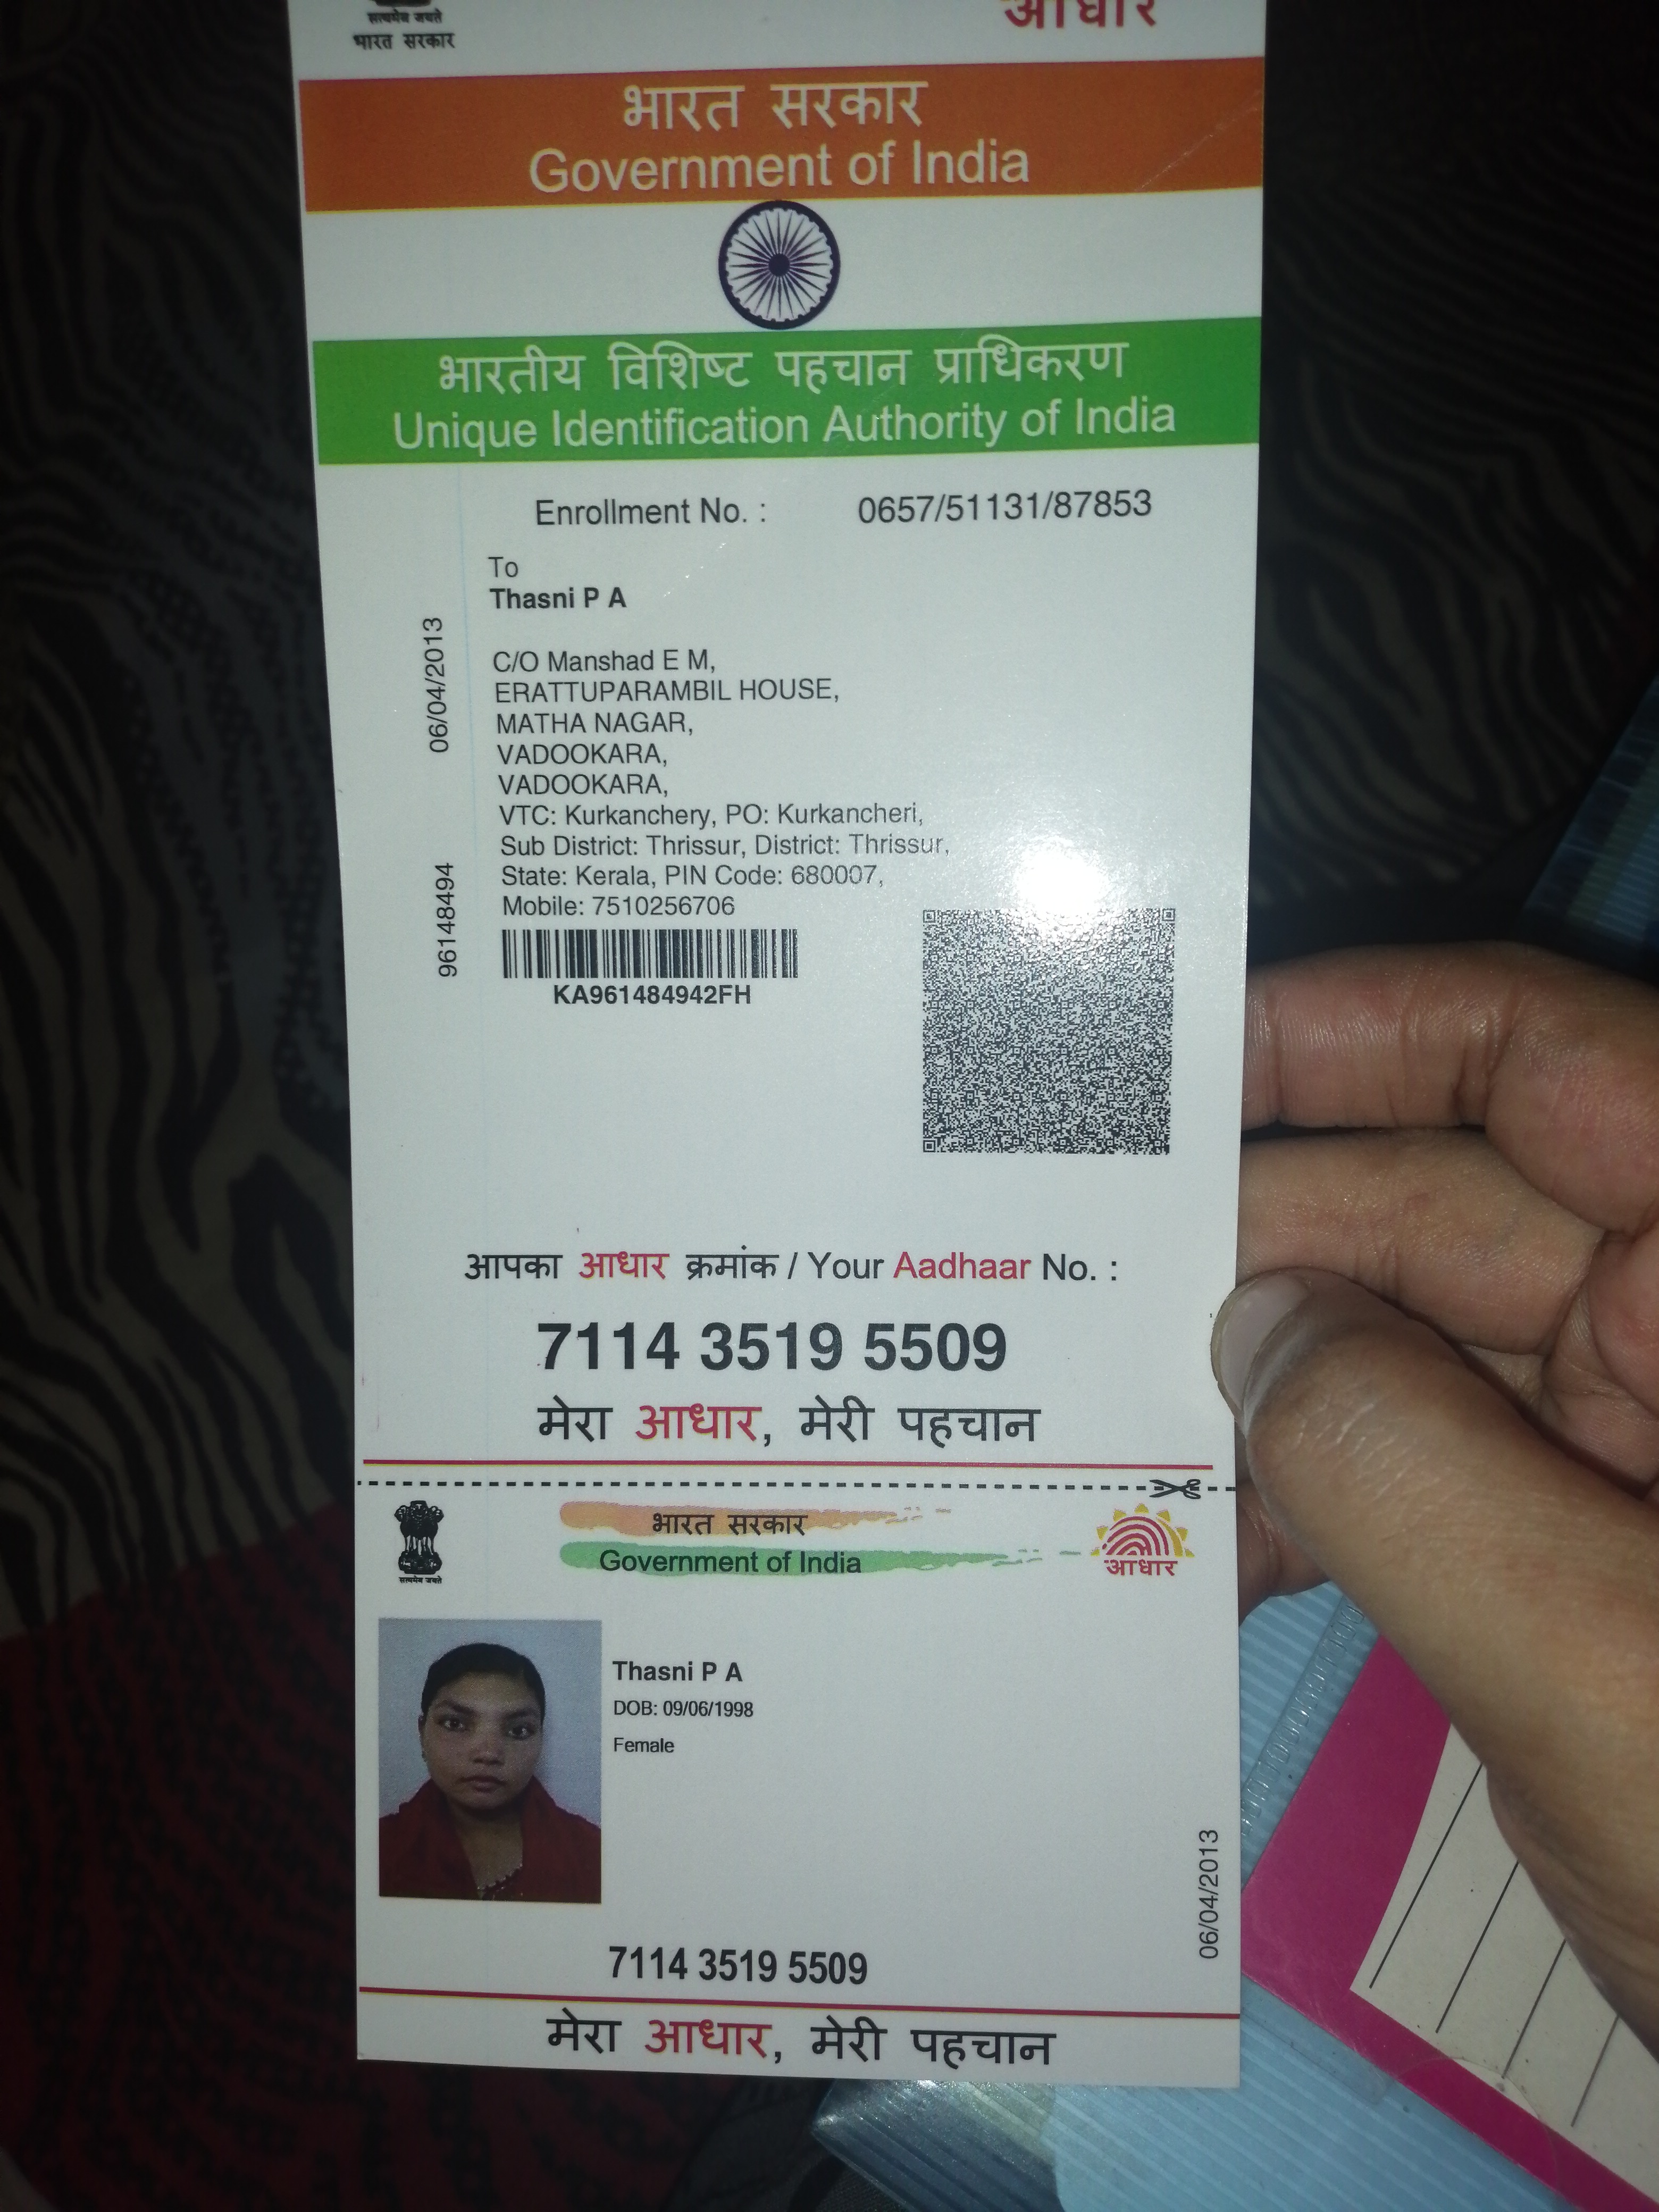 सत्यमेव जयते
भारत सरकार
आधार
भारत सरकार
Government of India
भारतीय विशिष्ट पहचान प्राधिकरण
Unique Identification Authority of India
Enrollment No. : 0657/51131/87853
To
Thasni P A
C/O Manshad E M,
ERATTUPARAMBIL HOUSE,
MATHA NAGAR,
VADOOKARA,
VADOOKARA,
VTC: Kurkanchery, PO: Kurkancheri,
Sub District: Thrissur, District: Thrissur,
State: Kerala, PIN Code: 680007,
Mobile: 7510256706
06/04/2013
96148494
KA961484942FH
आपका आधार क्रमांक / Your Aadhaar No. :
7114 3519 5509
मेरा आधार, मेरी पहचान
सत्यमेव जयते
भारत सरकार
Government of India
आधार
Thasni P A
DOB: 09/06/1998
Female
06/04/2013
7114 3519 5509
मेरा आधार, मेरी पहचान